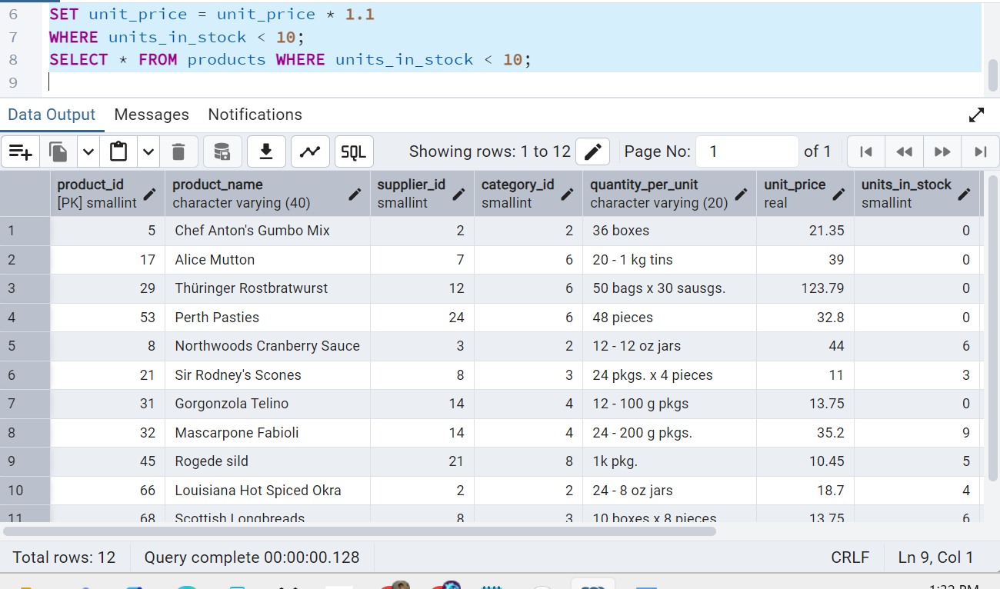 6 SET unit_price = unit_price * 1.1
7 WHERE units_in_stock < 10;
8 SELECT * FROM products WHERE units_in_stock < 10;
9
Data Output Messages Notifications
SQL Showing rows: 1 to 12 Page No: 1 of 1
product_id product_name supplier_id category_id quantity_per_unit unit_price units_in_stock
[PK] smallint character varying (40) smallint smallint character varying (20) real smallint
1 5 Chef Anton's Gumbo Mix 2 2 36 boxes 21.35 0
2 17 Alice Mutton 7 6 20 - 1 kg tins 39 0
3 29 Thüringer Rostbratwurst 12 6 50 bags x 30 sausgs. 123.79 0
4 53 Perth Pasties 24 6 48 pieces 32.8 0
5 8 Northwoods Cranberry Sauce 3 2 12 - 12 oz jars 44 6
6 21 Sir Rodney's Scones 8 3 24 pkgs. x 4 pieces 11 3
7 31 Gorgonzola Telino 14 4 12 - 100 g pkgs 13.75 0
8 32 Mascarpone Fabioli 14 4 24 - 200 g pkgs. 35.2 9
9 45 Rogede sild 21 8 1k pkg. 10.45 5
10 66 Louisiana Hot Spiced Okra 2 2 24 - 8 oz jars 18.7 4
11 68 Scottish Longbreads 8 3 10 boxes x 8 pieces 13.75 6
Total rows: 12 Query complete 00:00:00.128 CRLF Ln 9, Col 1